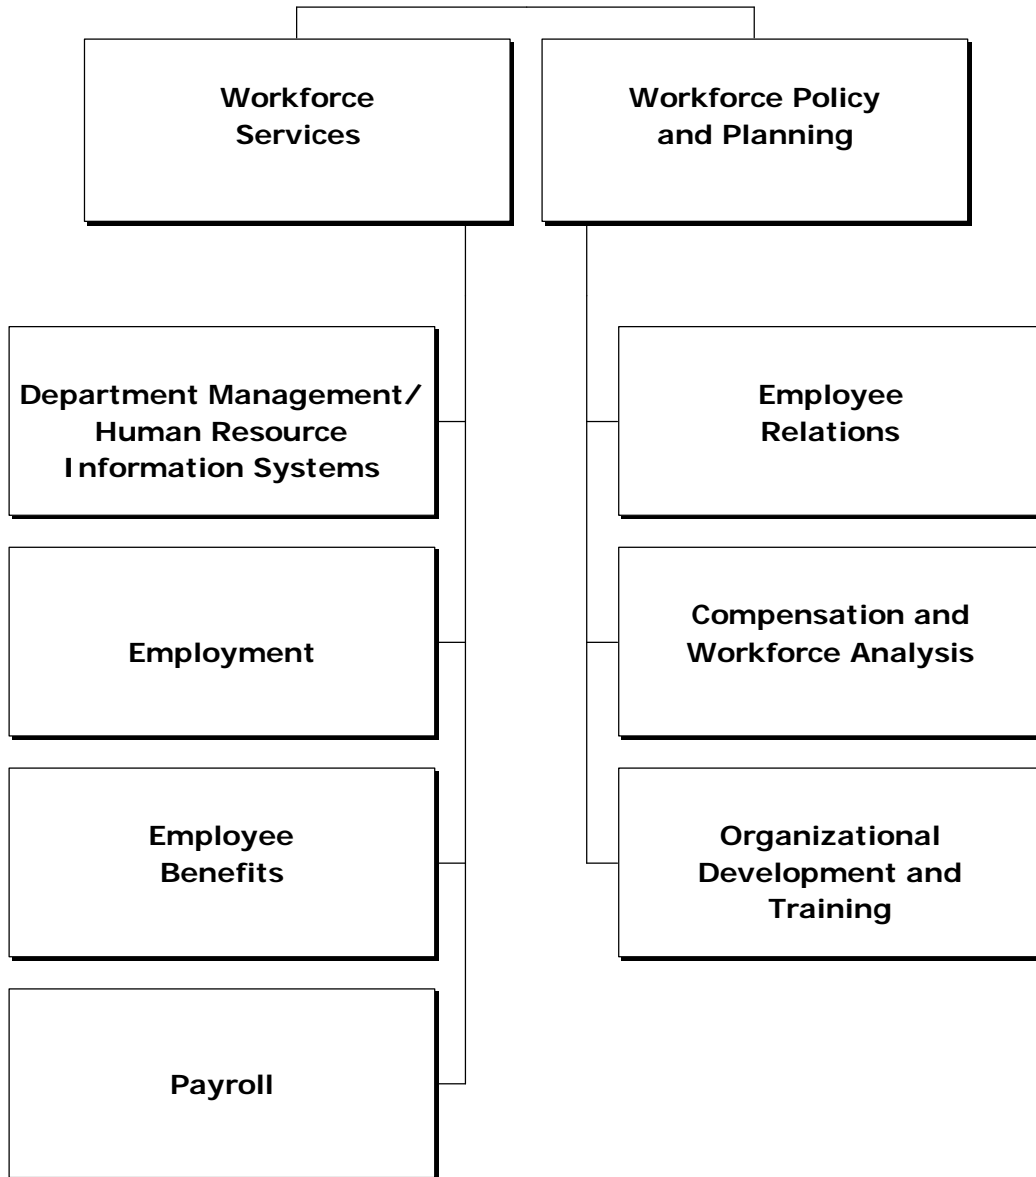 Workforce
Services
Workforce Policy
and Planning
Department Management/
Human Resource
Information Systems
Employment
Employee
Benefits
Payroll
Employee
Relations
Compensation and
Workforce Analysis
Organizational
Development and
Training